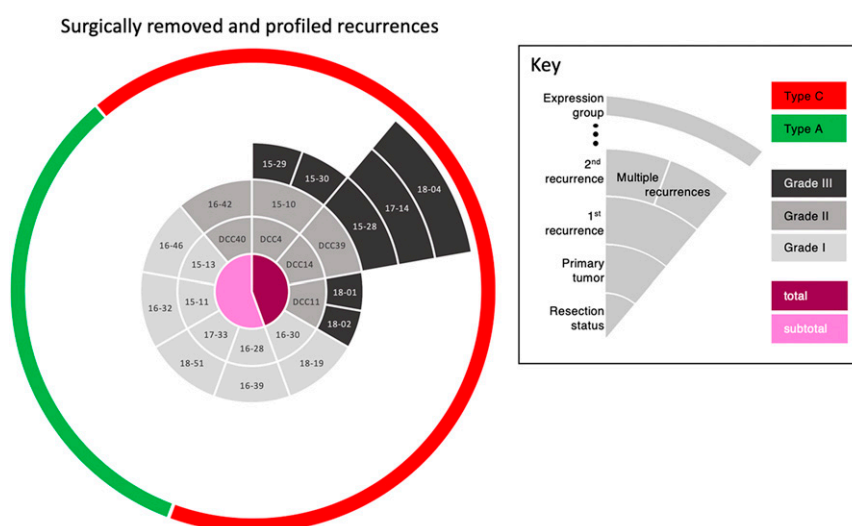 Surgically removed and profiled recurrences
15-29
15-30
18-04
17-14
15-28
16-42
15-10
DCC40
DCC4
DCC39
16-46
15-13
DCC14
16-32
15-11
DCC11
18-01
18-02
17-33
16-28
16-30
18-51
16-39
18-19
Key
Expression
group
2nd
recurrence
Multiple
recurrences
1st
recurrence
Primary
tumor
Resection
status
Type C
Type A
Grade III
Grade II
Grade I
total
subtotal